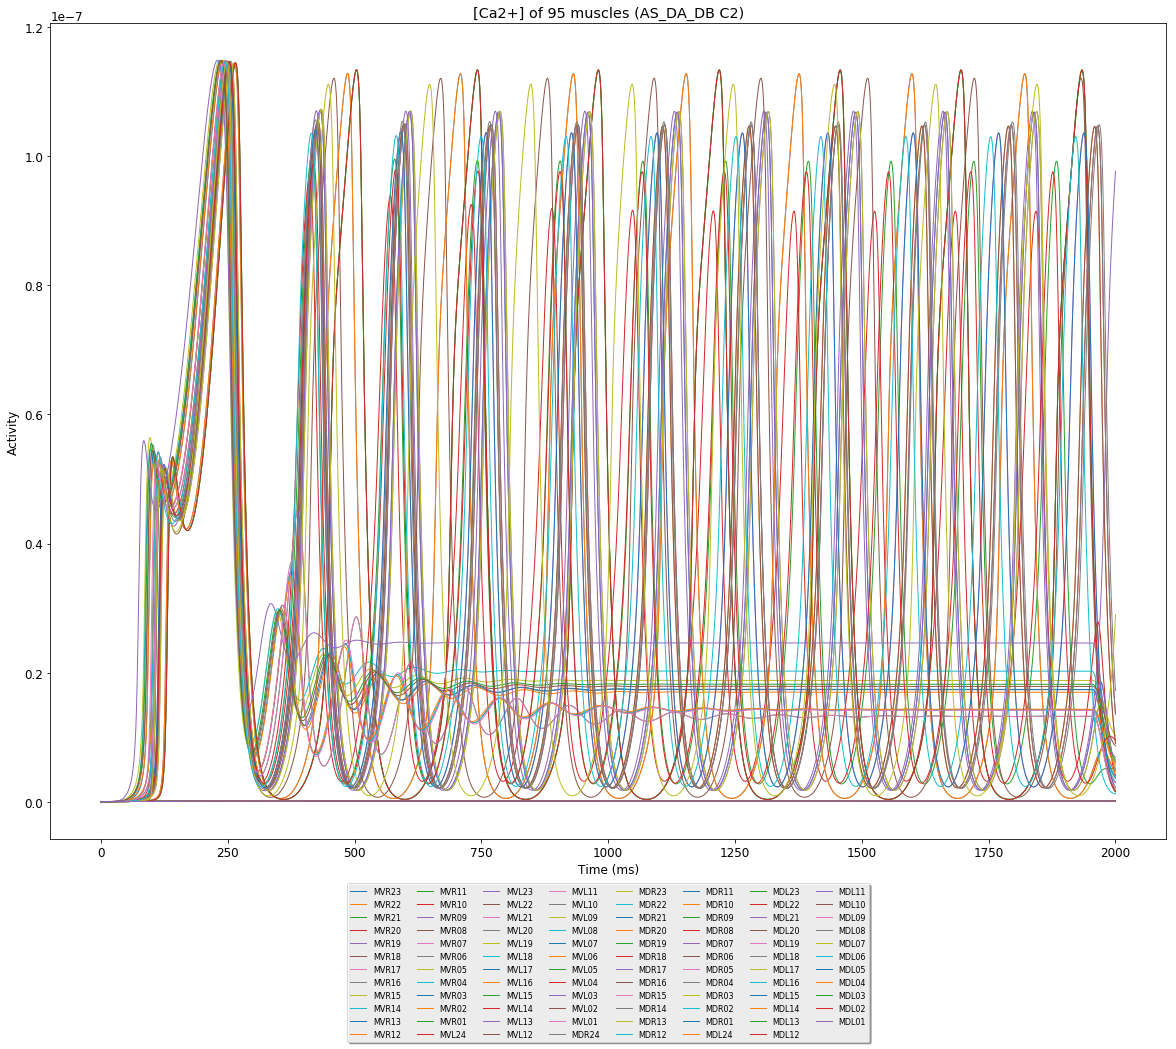 [Ca2+] of 95 muscles (AS_DA_DB C2)
1e−7
1.2
1.0
0.8
0.6
0.4
0.2
0.0
Activity
0 250 500 750 1000 1250 1500 1750 2000
Time (ms)
MVR23 MVR11 MVL23 MVL11 MDR23 MDR11 MDL23 MDL11
MVR22 MVR10 MVL22 MVL10 MDR22 MDR10 MDL22 MDL10
MVR21 MVR09 MVL21 MVL09 MDR21 MDR09 MDL21 MDL09
MVR20 MVR08 MVL20 MVL08 MDR20 MDR08 MDL20 MDL08
MVR19 MVR07 MVL19 MVL07 MDR19 MDR07 MDL19 MDL07
MVR18 MVR06 MVL18 MVL06 MDR18 MDR06 MDL18 MDL06
MVR17 MVR05 MVL17 MVL05 MDR17 MDR05 MDL17 MDL05
MVR16 MVR04 MVL16 MVL04 MDR16 MDR04 MDL16 MDL04
MVR15 MVR03 MVL15 MVL03 MDR15 MDR03 MDL15 MDL03
MVR14 MVR02 MVL14 MVL02 MDR14 MDR02 MDL14 MDL02
MVR13 MVR01 MVL13 MVL01 MDR13 MDR01 MDL13 MDL01
MVR12 MVL24 MVL12 MDR24 MDR12 MDL24 MDL12